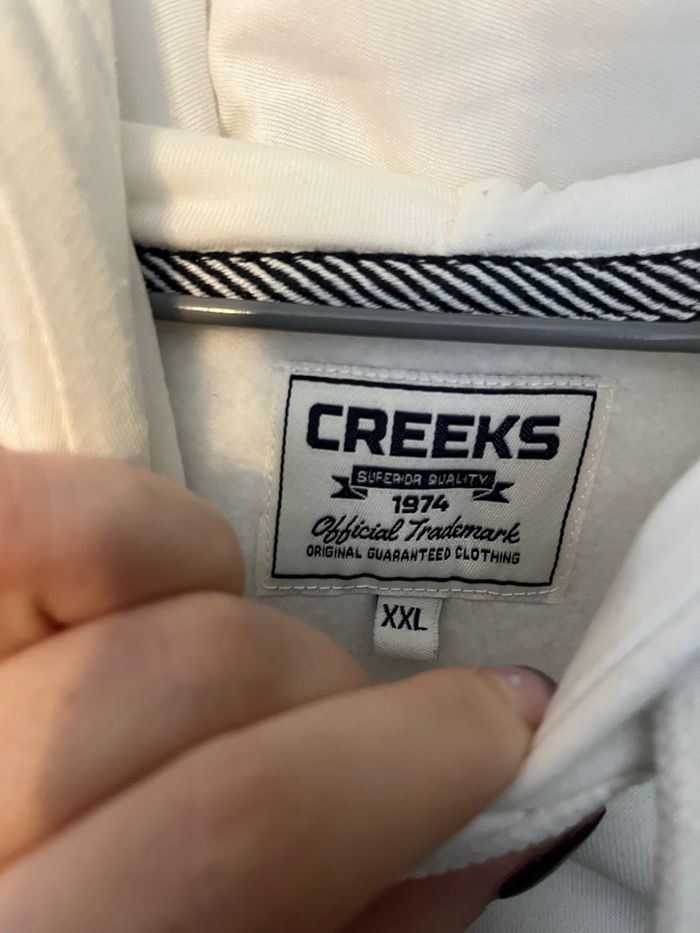 CREEKS
SUPERIOR QUALITY
1974
Official Trademark
ORIGINAL GUARANTEED CLOTHING
XXL